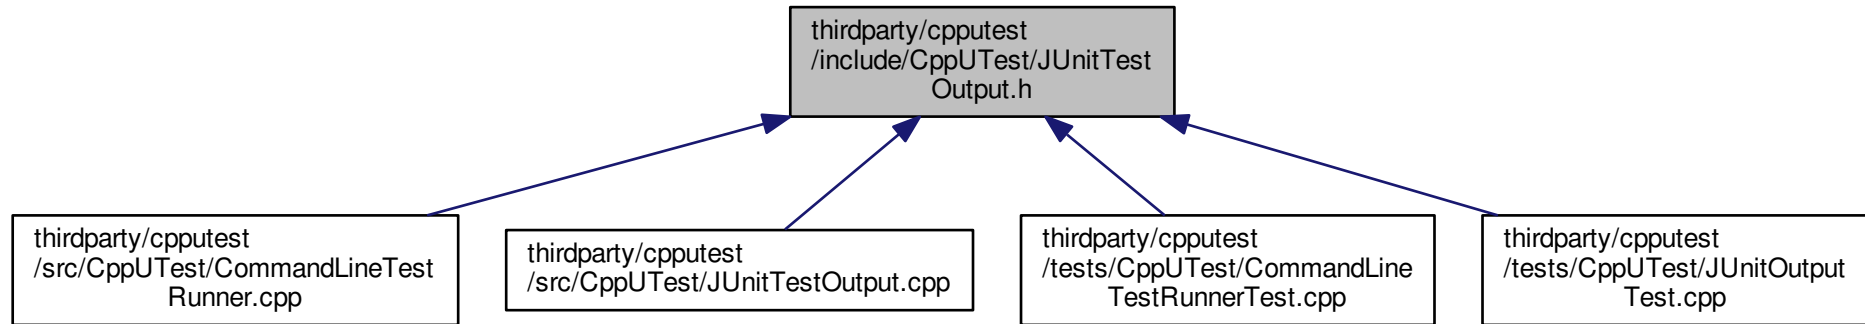 thirdparty/cpputest
/include/CppUTest/JUnitTest
Output.h
thirdparty/cpputest
/src/CppUTest/CommandLineTest
Runner.cpp
thirdparty/cpputest
/src/CppUTest/JUnitTestOutput.cpp
thirdparty/cpputest
/tests/CppUTest/CommandLine
TestRunnerTest.cpp
thirdparty/cpputest
/tests/CppUTest/JUnitOutput
Test.cpp